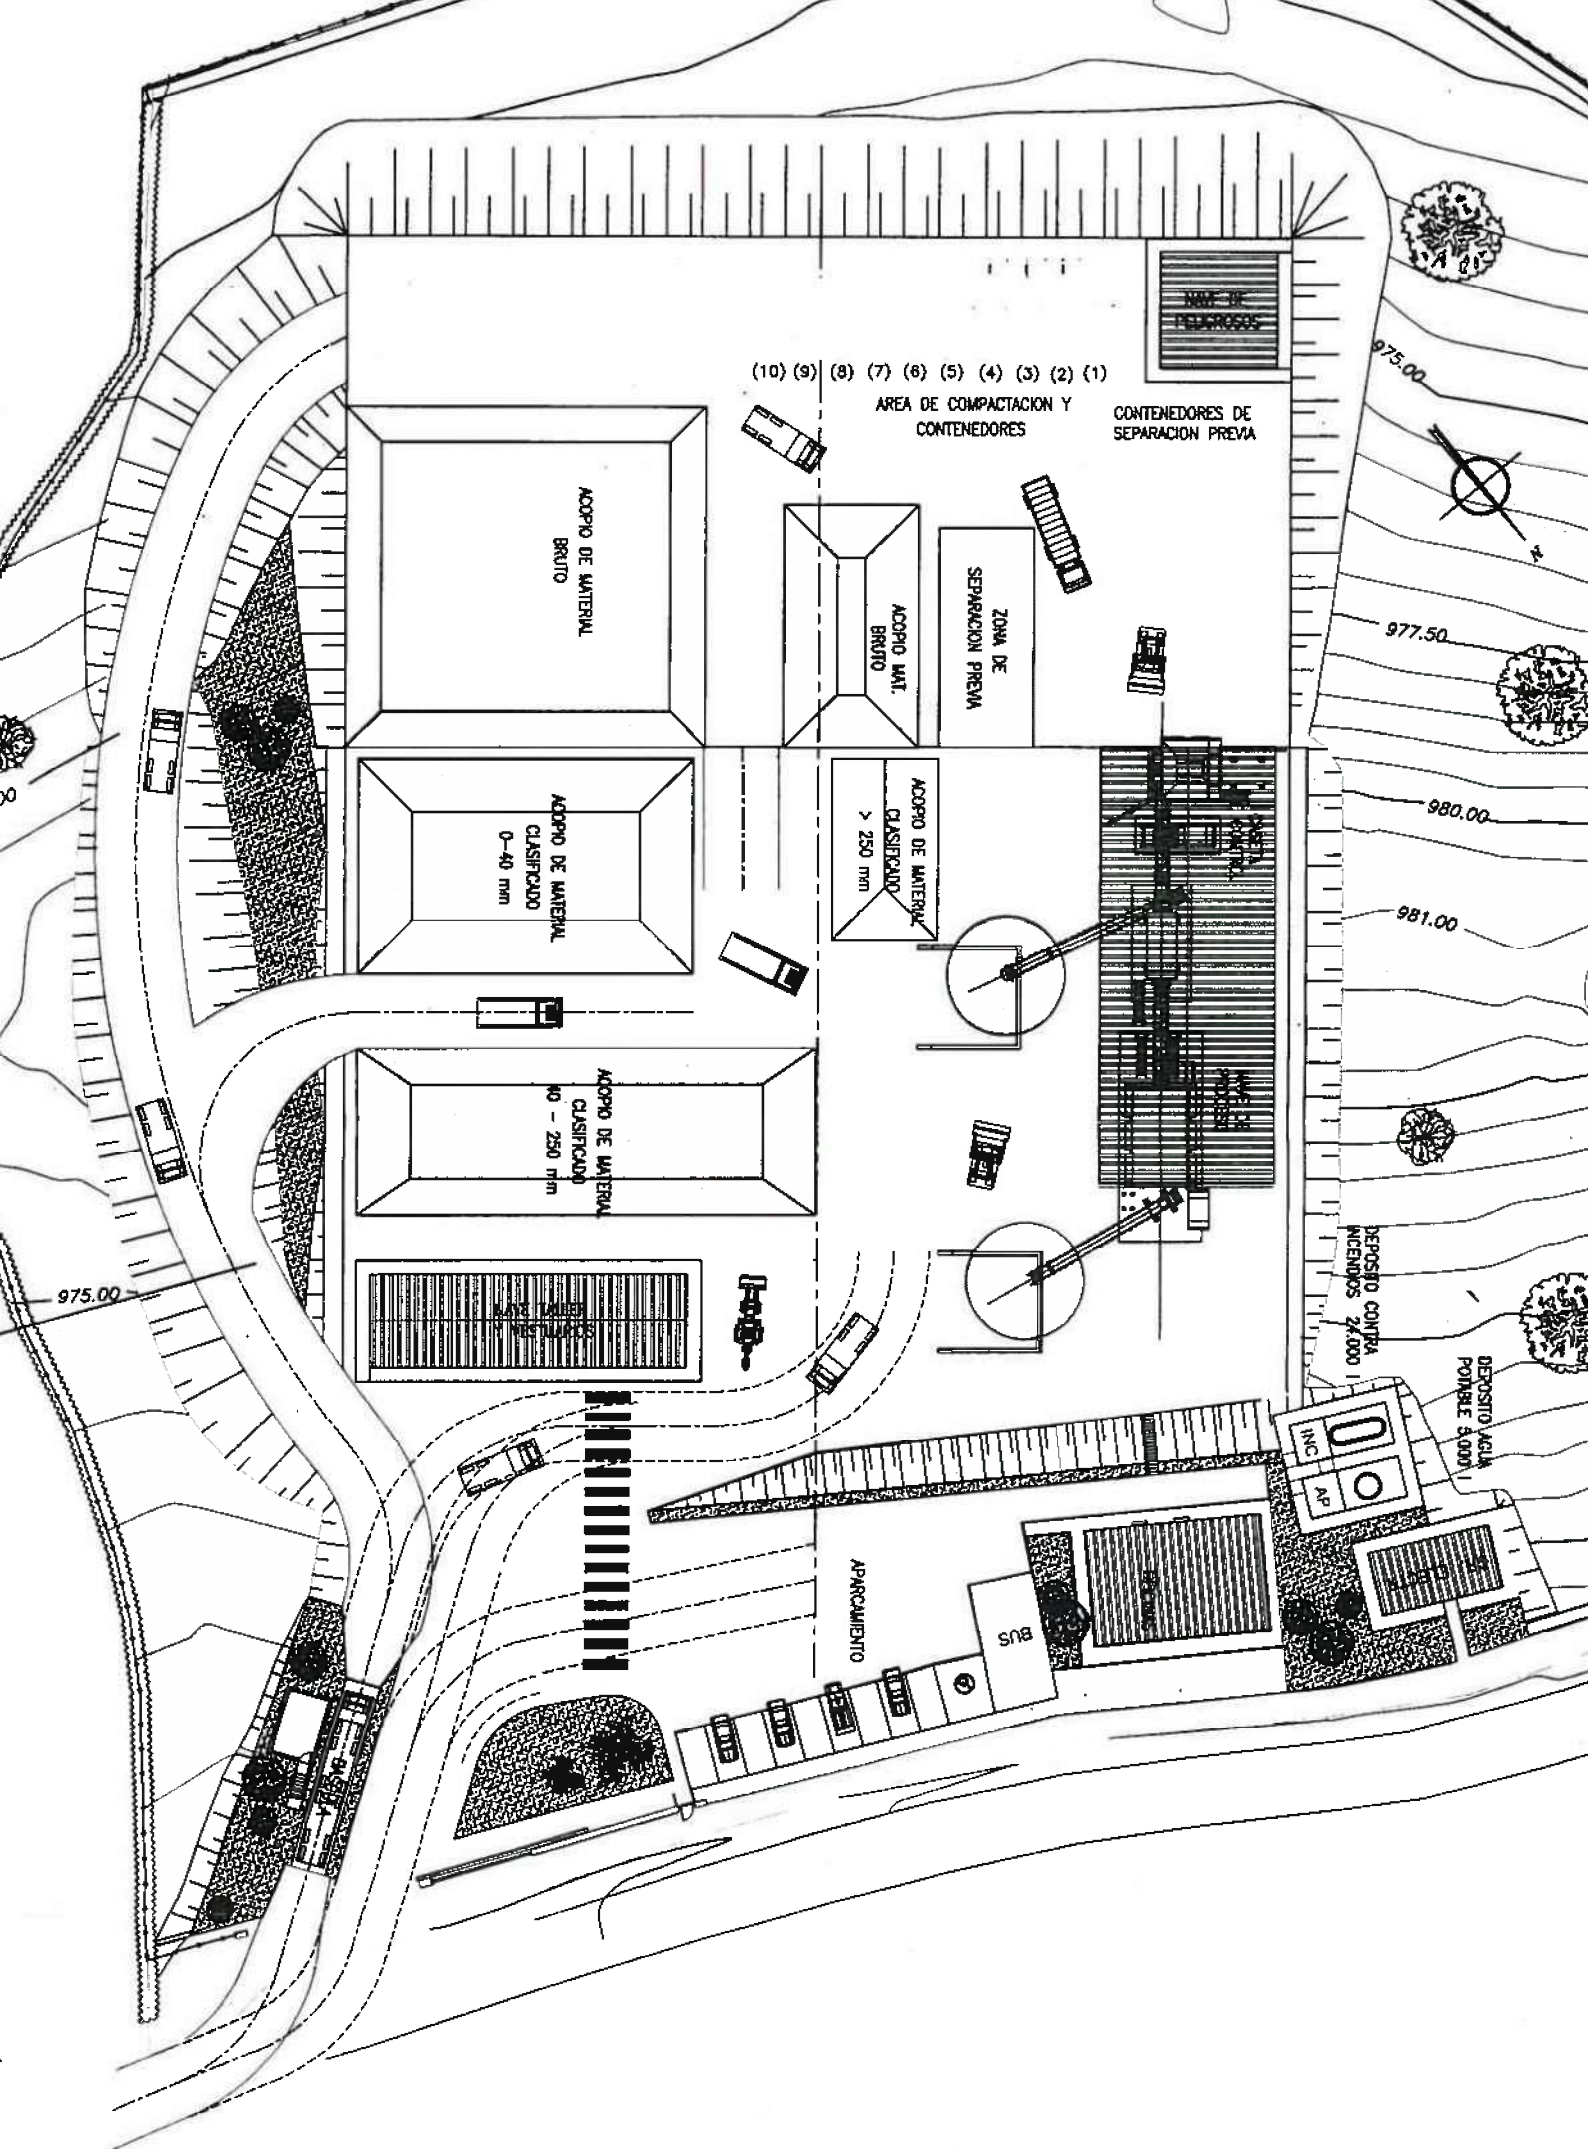 NAVE DE
PELIGROSOS
975.00
(10) (9) (8) (7) (6) (5) (4) (3) (2) (1)
AREA DE COMPACTACION Y
CONTENEDORES
CONTENEDORES DE
SEPARACION PREVIA
N
ACOPIO DE MATERIAL
BRUTO
ACOPIO MAT.
BRUTO
ZONA DE
SEPARACION PREVIA
977.50
980.00
981.00
ACOPIO DE MATERIAL
CLASIFICADO
0-40 mm
ACOPIO DE MATERIAL
CLASIFICADO
> 250 mm
CASETA
CONTROL
NAVE DE
PROCESO
ACOPIO DE MATERIAL
CLASIFICADO
40 - 250 mm
975.00
DEPOSITO CONTRA
INCENDIOS 24.000 l
DEPOSITO AGUA
POTABLE 5.000 l
INC
AP
APARCAMIENTO
BUS
BASCULA